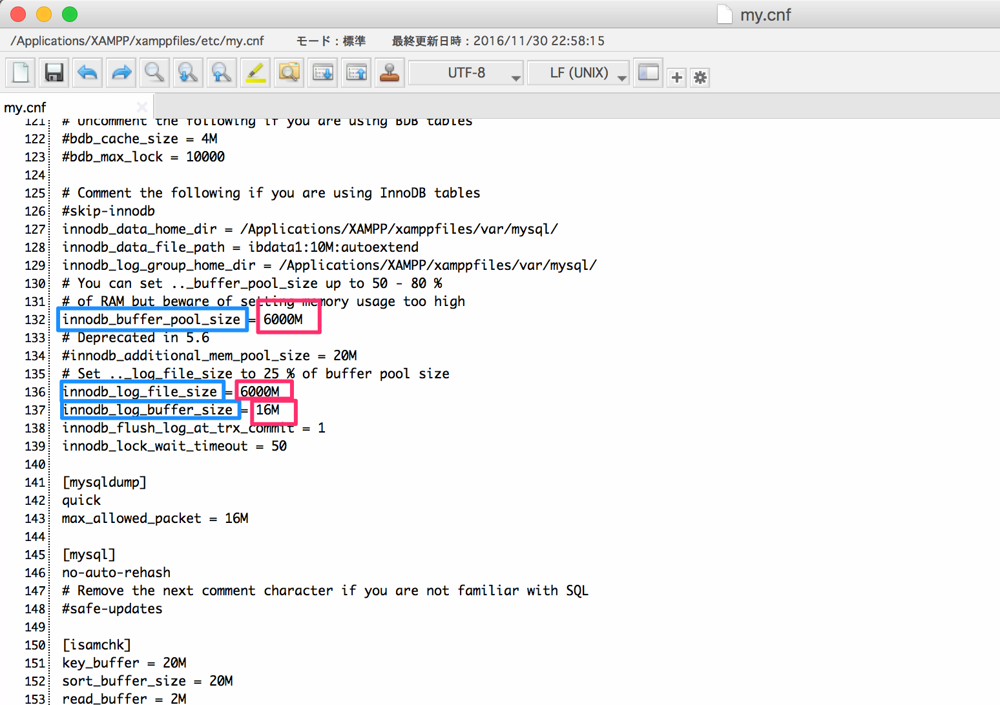 my.cnf
/Applications/XAMPP/xamppfiles/etc/my.cnf モード：標準 最終更新日時：2016/11/30 22:58:15
UTF-8 LF (UNIX)
my.cnf
121 # Uncomment the following if you are using BDB tables
122 #bdb_cache_size = 4M
123 #bdb_max_lock = 10000
124
125 # Comment the following if you are using InnoDB tables
126 #skip-innodb
127 innodb_data_home_dir = /Applications/XAMPP/xamppfiles/var/mysql/
128 innodb_data_file_path = ibdata1:10M:autoextend
129 innodb_log_group_home_dir = /Applications/XAMPP/xamppfiles/var/mysql/
130 # You can set .._buffer_pool_size up to 50 - 80 %
131 # of RAM but beware of setting memory usage too high
132 innodb_buffer_pool_size = 6000M
133 # Deprecated in 5.6
134 #innodb_additional_mem_pool_size = 20M
135 # Set .._log_file_size to 25 % of buffer pool size
136 innodb_log_file_size = 6000M
137 innodb_log_buffer_size = 16M
138 innodb_flush_log_at_trx_commit = 1
139 innodb_lock_wait_timeout = 50
140
141 [mysqldump]
142 quick
143 max_allowed_packet = 16M
144
145 [mysql]
146 no-auto-rehash
147 # Remove the next comment character if you are not familiar with SQL
148 #safe-updates
149
150 [isamchk]
151 key_buffer = 20M
152 sort_buffer_size = 20M
153 read_buffer = 2M